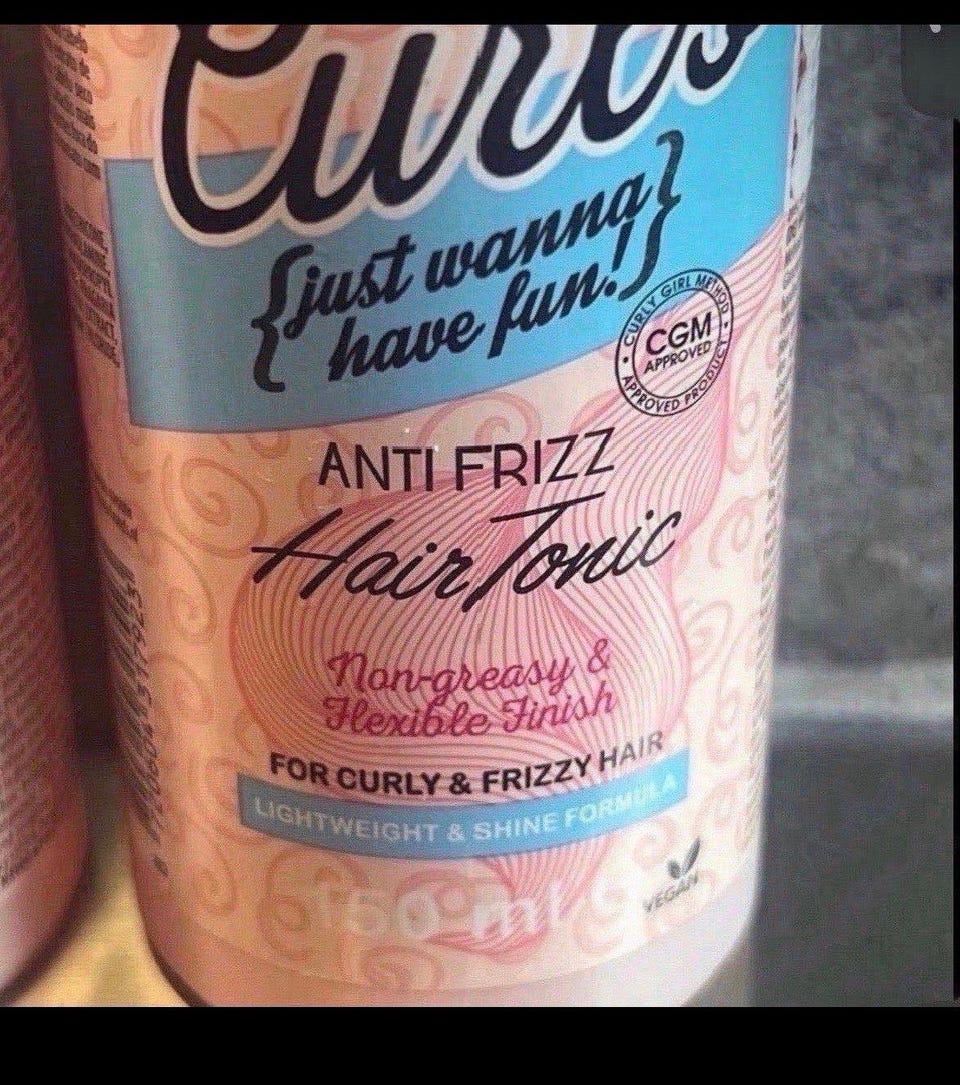 Curls
{just wanna
have fun!}
CURLY GIRL METHOD
CGM
APPROVED
APPROVED PRODUCT
ANTI FRIZZ
Hair Tonic
Non-greasy &
Flexible Finish
FOR CURLY & FRIZZY HAIR
LIGHTWEIGHT & SHINE FORMULA
150 ml
VEGAN